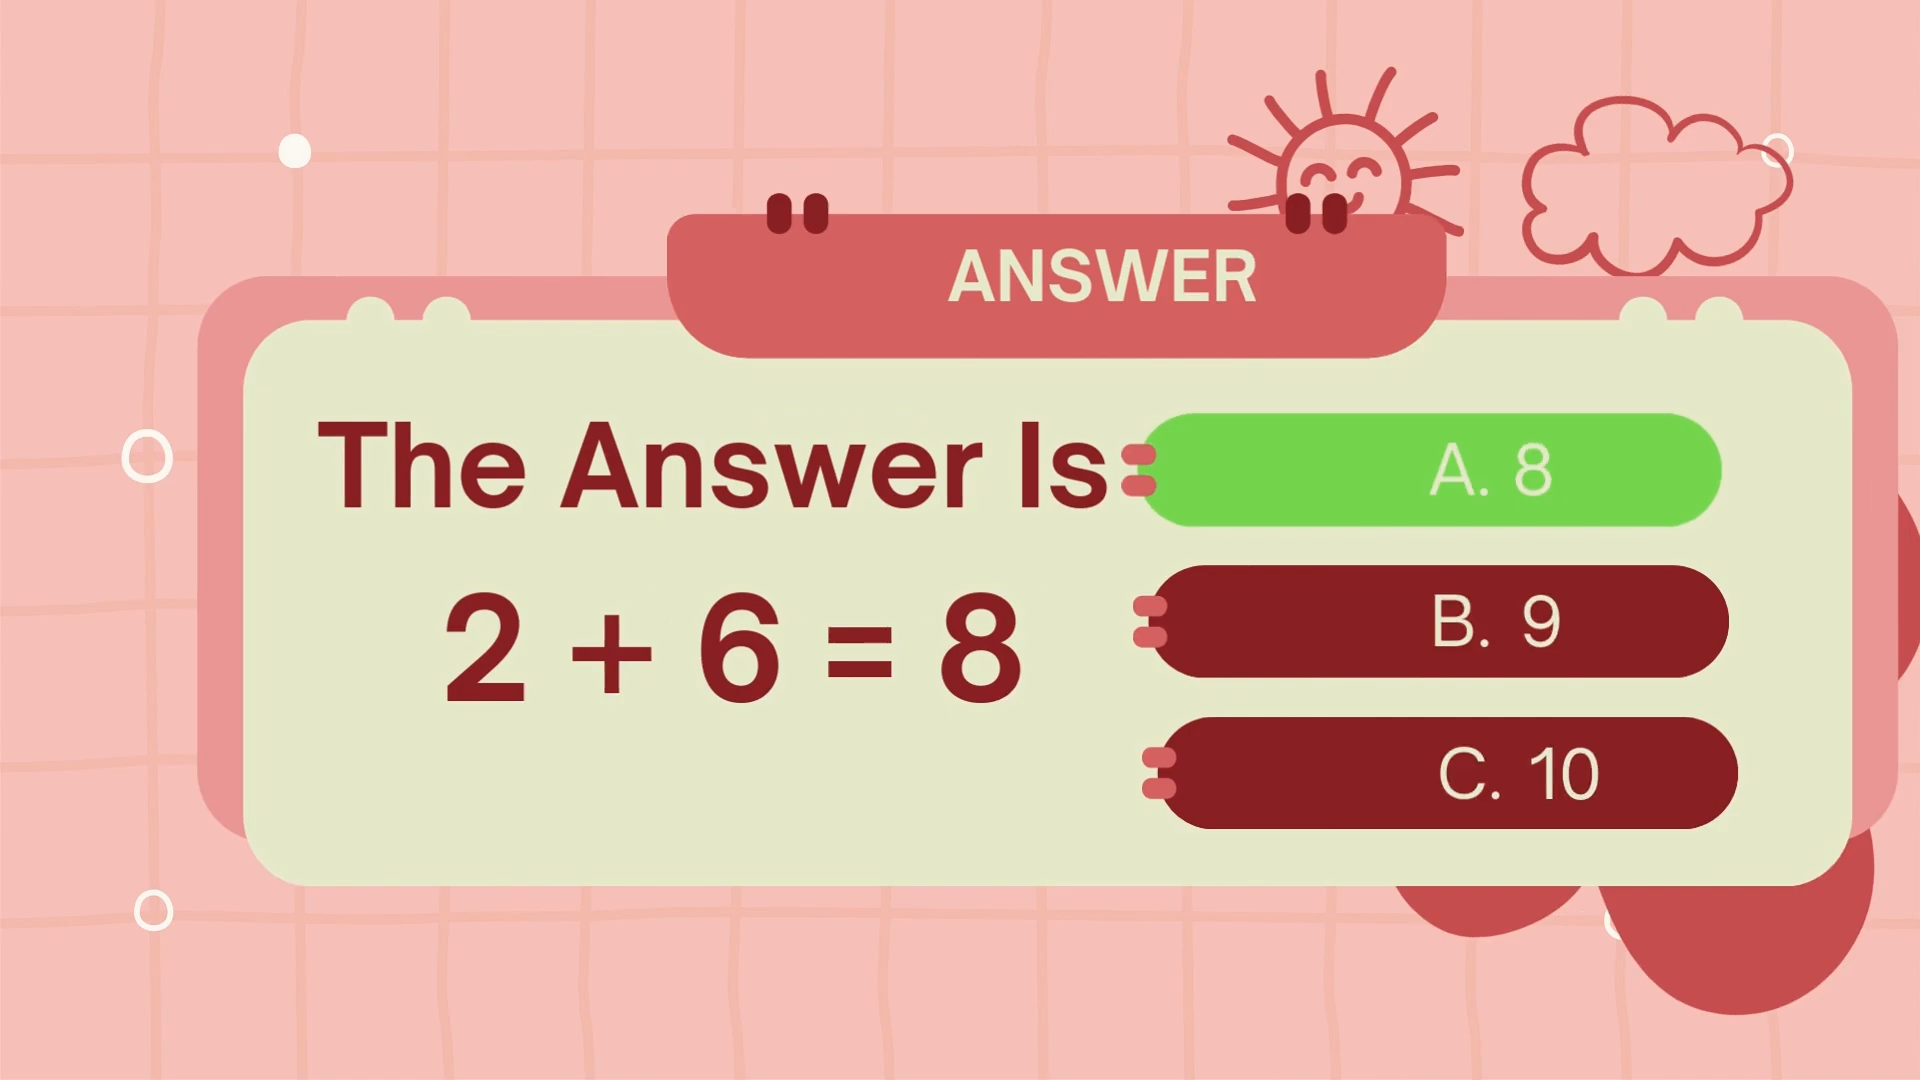 ANSWER
The Answer Is
2 + 6 = 8
A. 8
B. 9
C. 10